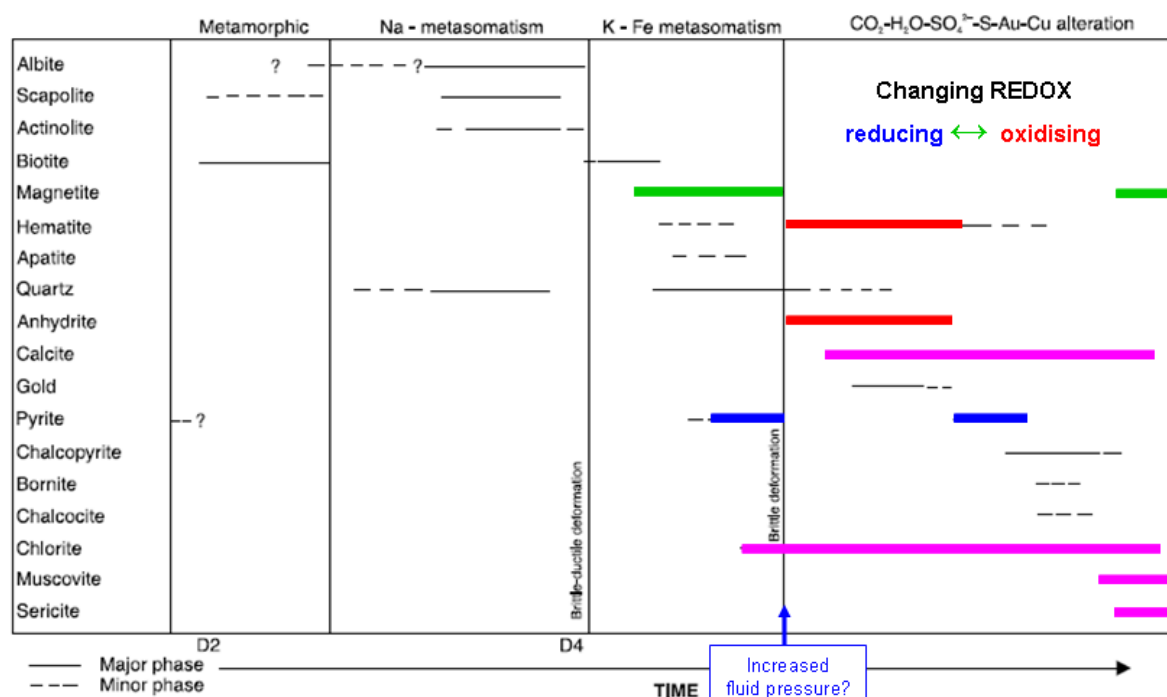 Metamorphic Na - metasomatism K - Fe metasomatism CO₂-H₂O-SO₄²⁻-S-Au-Cu alteration
Albite ? ?
Scapolite
Changing REDOX
Actinolite
reducing ↔ oxidising
Biotite
Magnetite
Hematite
Apatite
Quartz
Anhydrite
Calcite
Gold
Pyrite ?
Chalcopyrite
Bornite
Chalcocite
Chlorite
Muscovite
Sericite
Brittle-ductile deformation
Brittle deformation
D2 D4
Major phase
Minor phase
TIME
Increased
fluid pressure?